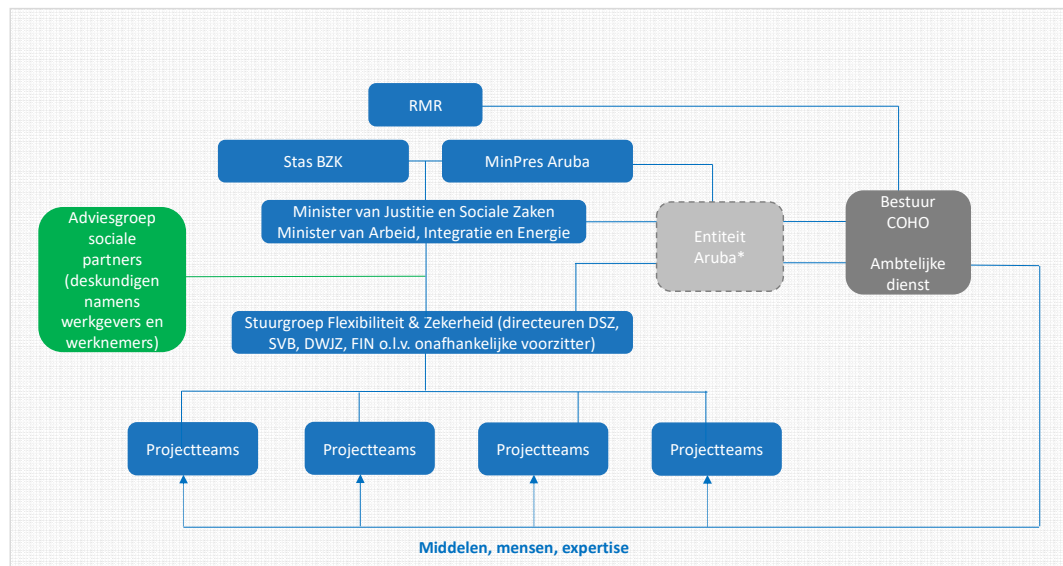 RMR
Stas BZK
MinPres Aruba
Minister van Justitie en Sociale Zaken
Minister van Arbeid, Integratie en Energie
Adviesgroep
sociale
partners
(deskundigen
namens
werkgevers en
werknemers)
Entiteit
Aruba*
Bestuur
COHO
Ambtelijke
dienst
Stuurgroep Flexibiliteit & Zekerheid (directeuren DSZ,
SVB, DWJZ, FIN o.l.v. onafhankelijke voorzitter)
Projectteams
Projectteams
Projectteams
Projectteams
Middelen, mensen, expertise